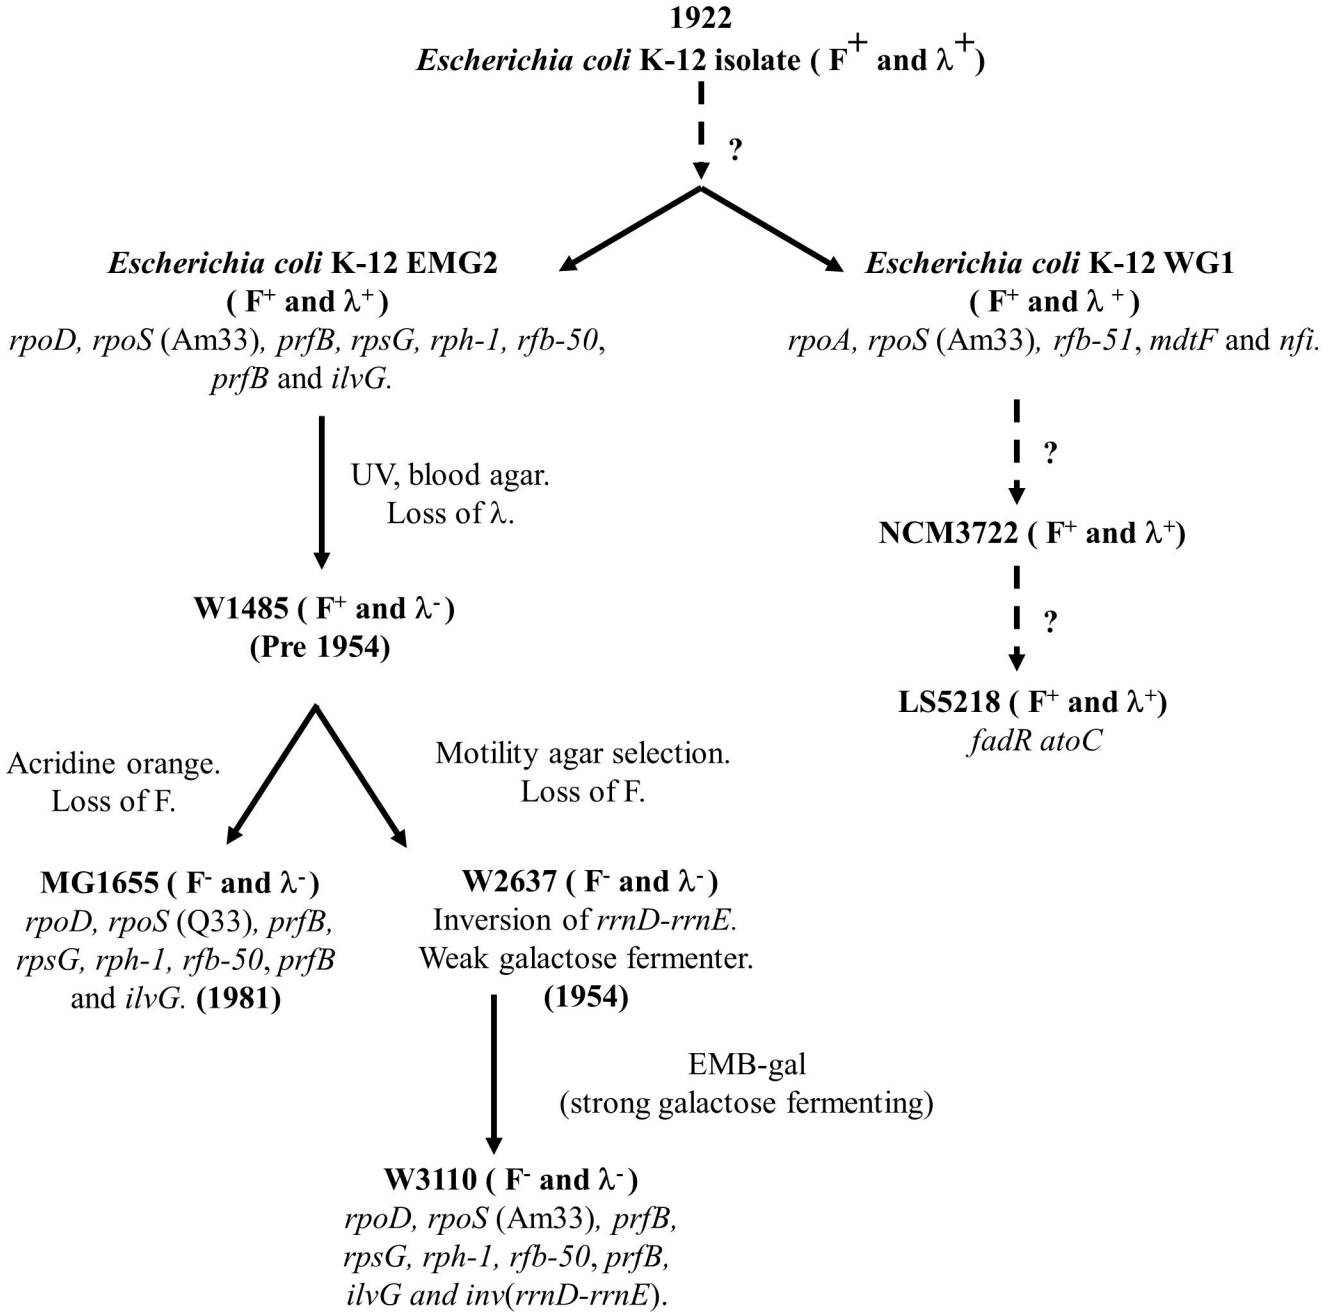 1922
Escherichia coli K-12 isolate ( F⁺ and λ⁺)
?
Escherichia coli K-12 EMG2
( F⁺ and λ⁺)
rpoD, rpoS (Am33), prfB, rpsG, rph-1, rfb-50,
prfB and ilvG.
Escherichia coli K-12 WG1
( F⁺ and λ ⁺)
rpoA, rpoS (Am33), rfb-51, mdtF and nfi.
UV, blood agar.
Loss of λ.
?
NCM3722 ( F⁺ and λ⁺)
W1485 ( F⁺ and λ⁻)
(Pre 1954)
?
LS5218 ( F⁺ and λ⁺)
fadR atoC
Acridine orange.
Loss of F.
Motility agar selection.
Loss of F.
MG1655 ( F⁻ and λ⁻)
rpoD, rpoS (Q33), prfB,
rpsG, rph-1, rfb-50, prfB
and ilvG. (1981)
W2637 ( F⁻ and λ⁻)
Inversion of rrnD-rrnE.
Weak galactose fermenter.
(1954)
EMB-gal
(strong galactose fermenting)
W3110 ( F⁻ and λ⁻)
rpoD, rpoS (Am33), prfB,
rpsG, rph-1, rfb-50, prfB,
ilvG and inv(rrnD-rrnE).